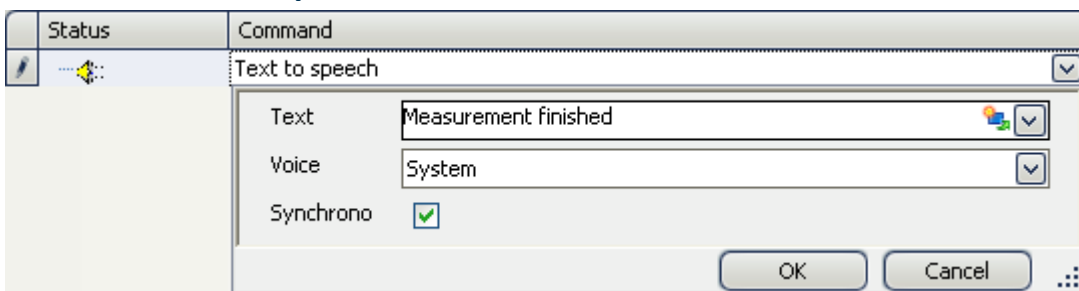 Status Command
Text to speech
Text Measurement finished
Voice System
Synchrono
OK Cancel